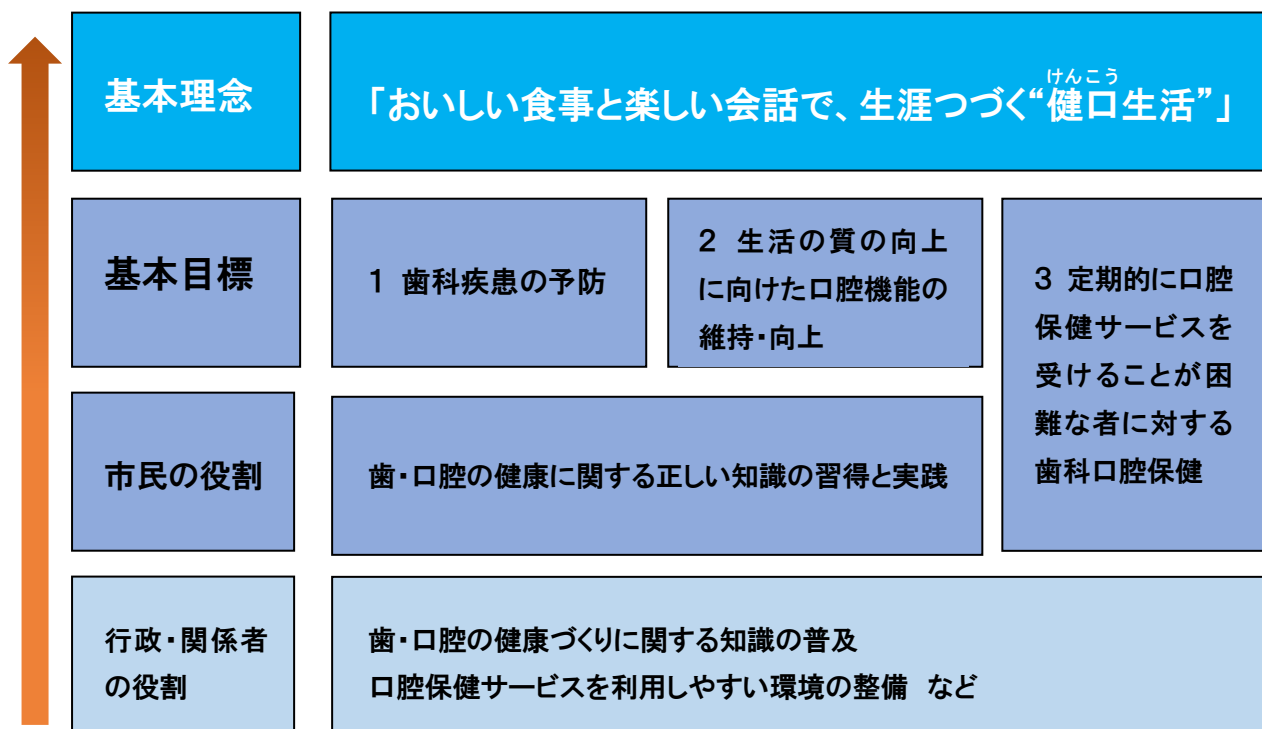 基本理念
けんこう
「おいしい食事と楽しい会話で、生涯つづく“健口生活”」
基本目標
1 歯科疾患の予防
2 生活の質の向上
に向けた口腔機能の
維持・向上
3 定期的に口腔
保健サービスを
受けることが困
難な者に対する
歯科口腔保健
市民の役割
歯・口腔の健康に関する正しい知識の習得と実践
行政・関係者
の役割
歯・口腔の健康づくりに関する知識の普及
口腔保健サービスを利用しやすい環境の整備 など